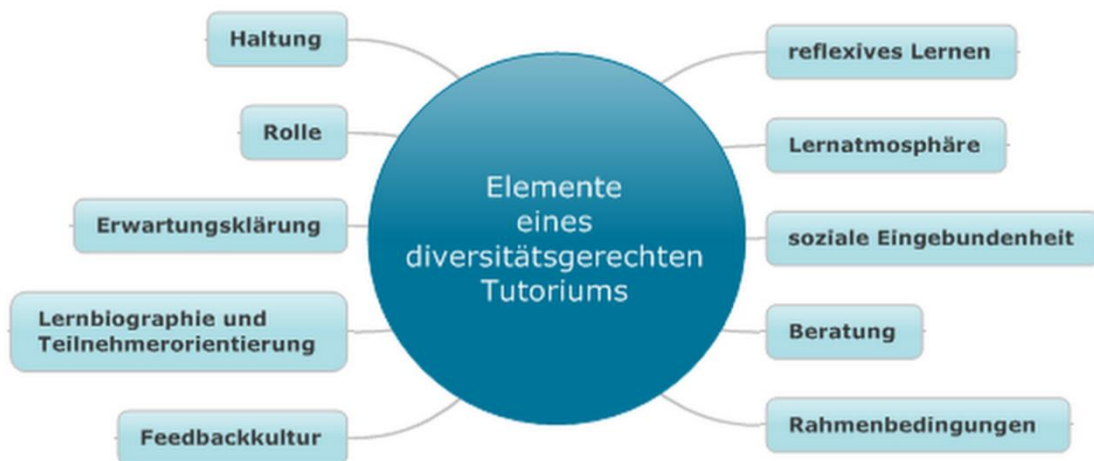 Haltung
Rolle
Erwartungsklärung
Lernbiographie und
Teilnehmerorientierung
Feedbackkultur
Elemente
eines
diversitätsgerechten
Tutoriums
reflexives Lernen
Lernatmosphäre
soziale Eingebundenheit
Beratung
Rahmenbedingungen